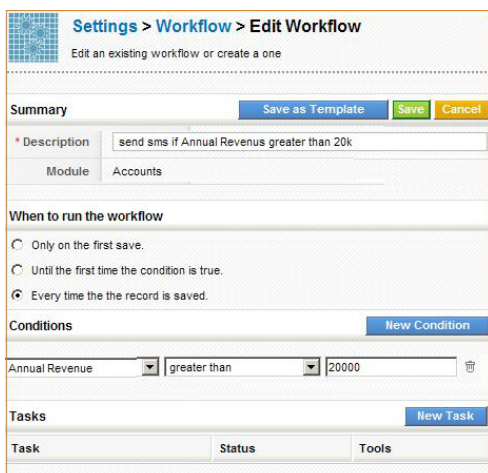 Settings > Workflow > Edit Workflow
Edit an existing workflow or create a one
Summary Save as Template Save Cancel
* Description send sms if Annual Revenus greater than 20k
Module Accounts
When to run the workflow
Only on the first save.
Until the first time the condition is true.
Every time the the record is saved.
Conditions New Condition
Annual Revenue greater than 20000
Tasks New Task
Task Status Tools